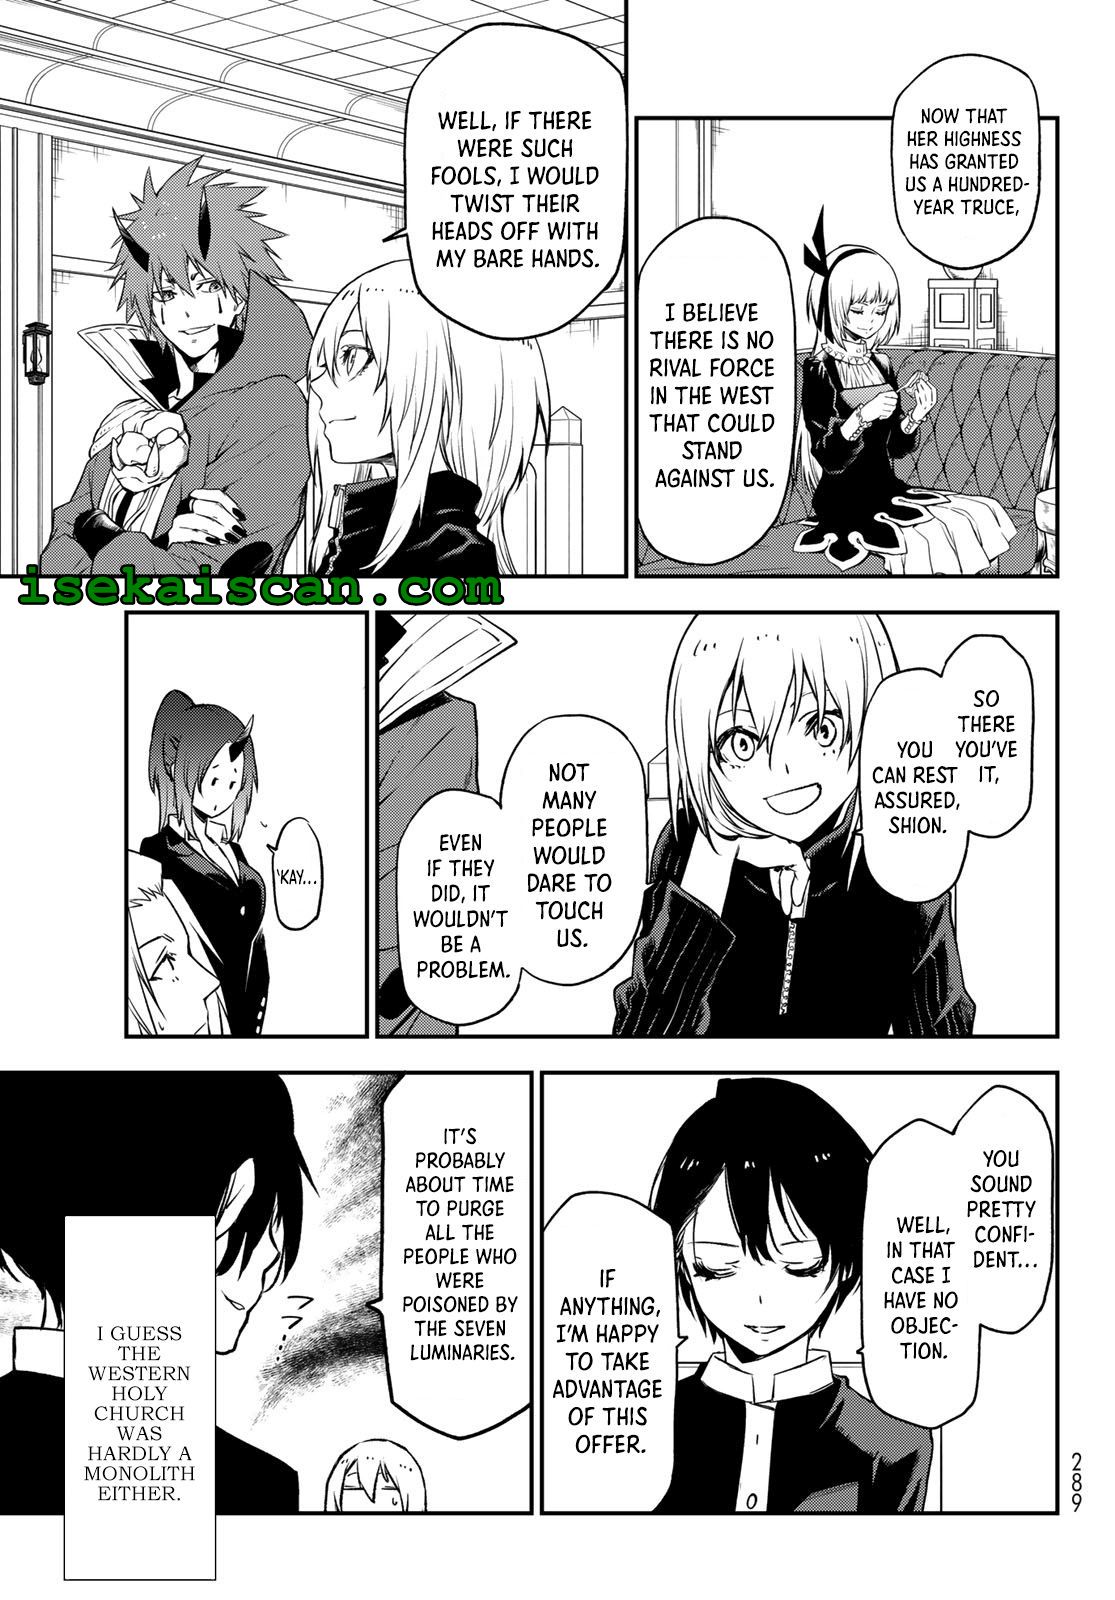 NOW THAT
HER HIGHNESS
HAS GRANTED
US A HUNDRED-
YEAR TRUCE,
I BELIEVE
THERE IS NO
RIVAL FORCE
IN THE WEST
THAT COULD
STAND
AGAINST US.
WELL, IF THERE
WERE SUCH
FOOLS, I WOULD
TWIST THEIR
HEADS OFF WITH
MY BARE HANDS.
isekaiscan.com
SO
THERE
YOU'VE
IT,
YOU
CAN REST
ASSURED,
SHION.
NOT
MANY
PEOPLE
WOULD
DARE TO
TOUCH
US.
EVEN
IF THEY
DID, IT
WOULDN'T
BE A
PROBLEM.
'KAY...
YOU
SOUND
PRETTY
CONFI-
DENT...
WELL,
IN THAT
CASE I
HAVE NO
OBJEC-
TION.
IF
ANYTHING,
I'M HAPPY
TO TAKE
ADVANTAGE
OF THIS
OFFER.
IT'S
PROBABLY
ABOUT TIME
TO PURGE
ALL THE
PEOPLE WHO
WERE
POISONED BY
THE SEVEN
LUMINARIES.
I GUESS
THE
WESTERN
HOLY
CHURCH
WAS
HARDLY A
MONOLITH
EITHER.
289